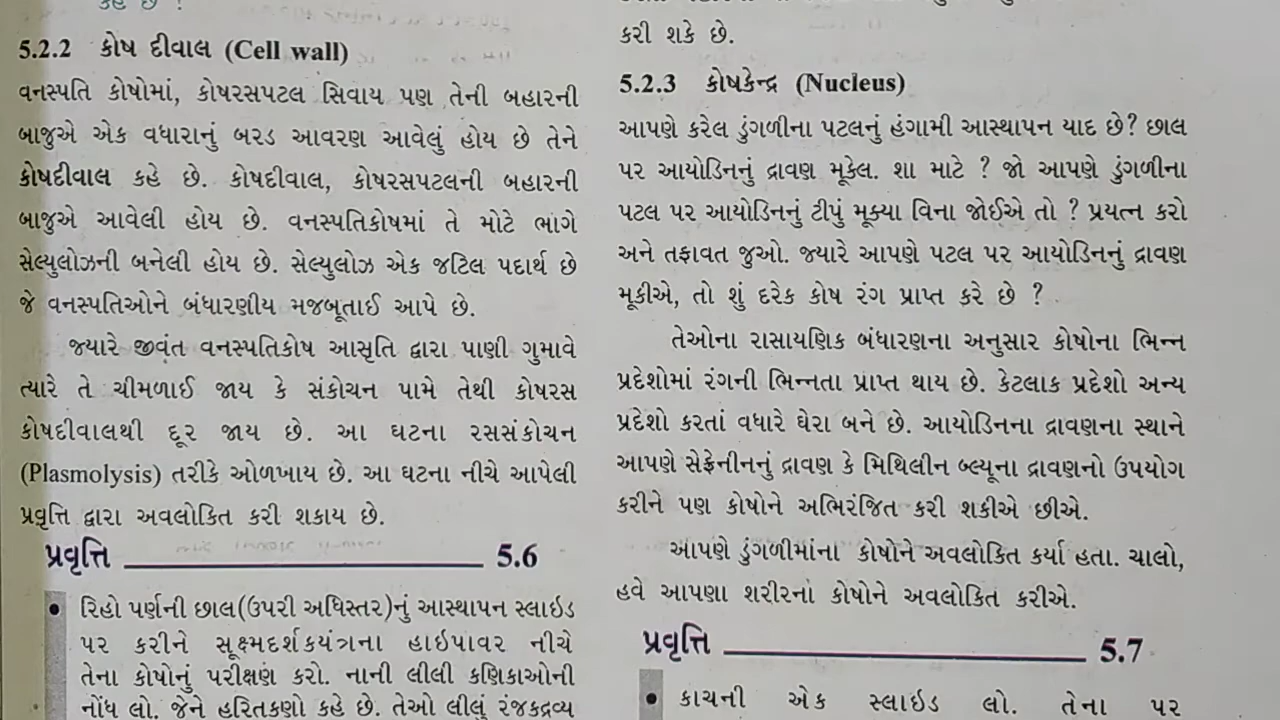 5.2.2 કોષ દીવાલ (Cell wall)
વનસ્પતિ કોષોમાં, કોષરસપટલ સિવાય પણ તેની બહારની
બાજુએ એક વધારાનું બરડ આવરણ આવેલું હોય છે તેને
કોષદીવાલ કહે છે. કોષદીવાલ, કોષરસપટલની બહારની
બાજુએ આવેલી હોય છે. વનસ્પતિકોષમાં તે મોટે ભાગે
સેલ્યુલોઝની બનેલી હોય છે. સેલ્યુલોઝ એક જટિલ પદાર્થ છે
જે વનસ્પતિઓને બંધારણીય મજબૂતાઈ આપે છે.
જ્યારે જીવંત વનસ્પતિકોષ આસૃતિ દ્વારા પાણી ગુમાવે
ત્યારે તે ચીમળાઈ જાય કે સંકોચન પામે તેથી કોષરસ
કોષદીવાલથી દૂર જાય છે. આ ઘટના રસસંકોચન
(Plasmolysis) તરીકે ઓળખાય છે. આ ઘટના નીચે આપેલી
પ્રવૃત્તિ દ્વારા અવલોકિત કરી શકાય છે.
પ્રવૃત્તિ 5.6
• રિહો પર્ણની છાલ(ઉપરી અધિસ્તર)નું આસ્થાપન સ્લાઇડ
પર કરીને સૂક્ષ્મદર્શકયંત્રના હાઇપાવર નીચે
તેના કોષોનું પરીક્ષણ કરો. નાની લીલી કણિકાઓની
નોંધ લો. જેને હરિતકણો કહે છે. તેઓ લીલું રંજકદ્રવ્ય
કરી શકે છે.
5.2.3 કોષકેન્દ્ર (Nucleus)
આપણે કરેલ ડુંગળીના પટલનું હંગામી આસ્થાપન યાદ છે? છાલ
પર આયોડિનનું દ્રાવણ મૂકેલ. શા માટે ? જો આપણે ડુંગળીના
પટલ પર આયોડિનનું ટીપું મૂક્યા વિના જોઈએ તો ? પ્રયત્ન કરો
અને તફાવત જુઓ. જ્યારે આપણે પટલ પર આયોડિનનું દ્રાવણ
મૂકીએ, તો શું દરેક કોષ રંગ પ્રાપ્ત કરે છે ?
તેઓના રાસાયણિક બંધારણના અનુસાર કોષોના ભિન્ન
પ્રદેશોમાં રંગની ભિન્નતા પ્રાપ્ત થાય છે. કેટલાક પ્રદેશો અન્ય
પ્રદેશો કરતાં વધારે ઘેરા બને છે. આયોડિનના દ્રાવણના સ્થાને
આપણે સેફ્રેનીનનું દ્રાવણ કે મિથિલીન બ્લ્યૂના દ્રાવણનો ઉપયોગ
કરીને પણ કોષોને અભિરંજિત કરી શકીએ છીએ.
આપણે ડુંગળીમાંના કોષોને અવલોકિત કર્યા હતા. ચાલો,
હવે આપણા શરીરનાં કોષોને અવલોકિત કરીએ.
પ્રવૃત્તિ 5.7
• કાચની એક સ્લાઇડ લો. તેના પર